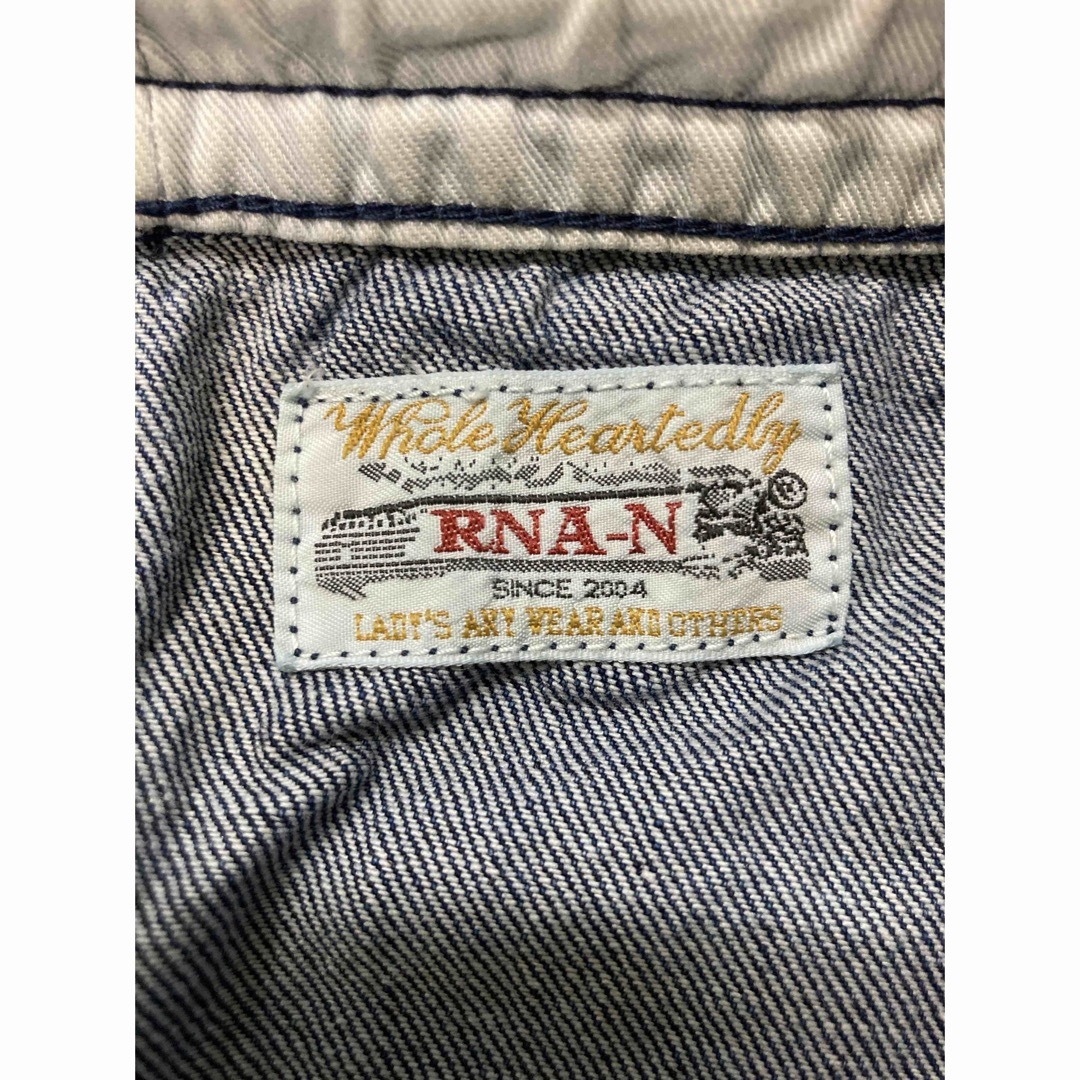 Whole Heartedly
RNA-N
SINCE 2004
LADY'S ANY WEAR AND OTHERS